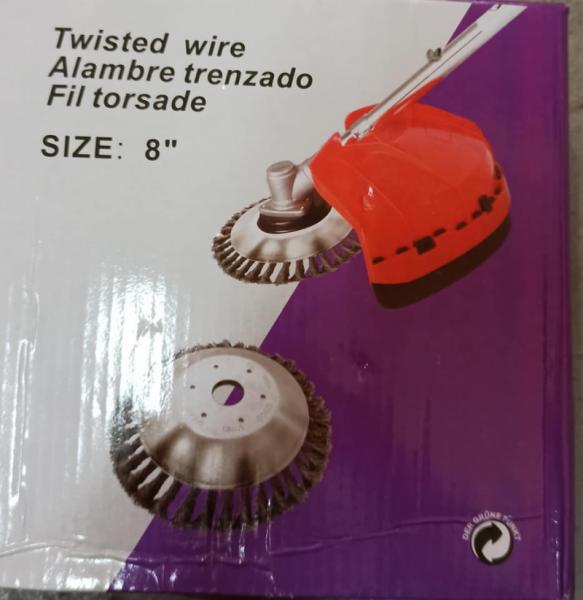 Twisted wire
Alambre trenzado
Fil torsade
SIZE: 8"
DER GRÜNE PUNKT